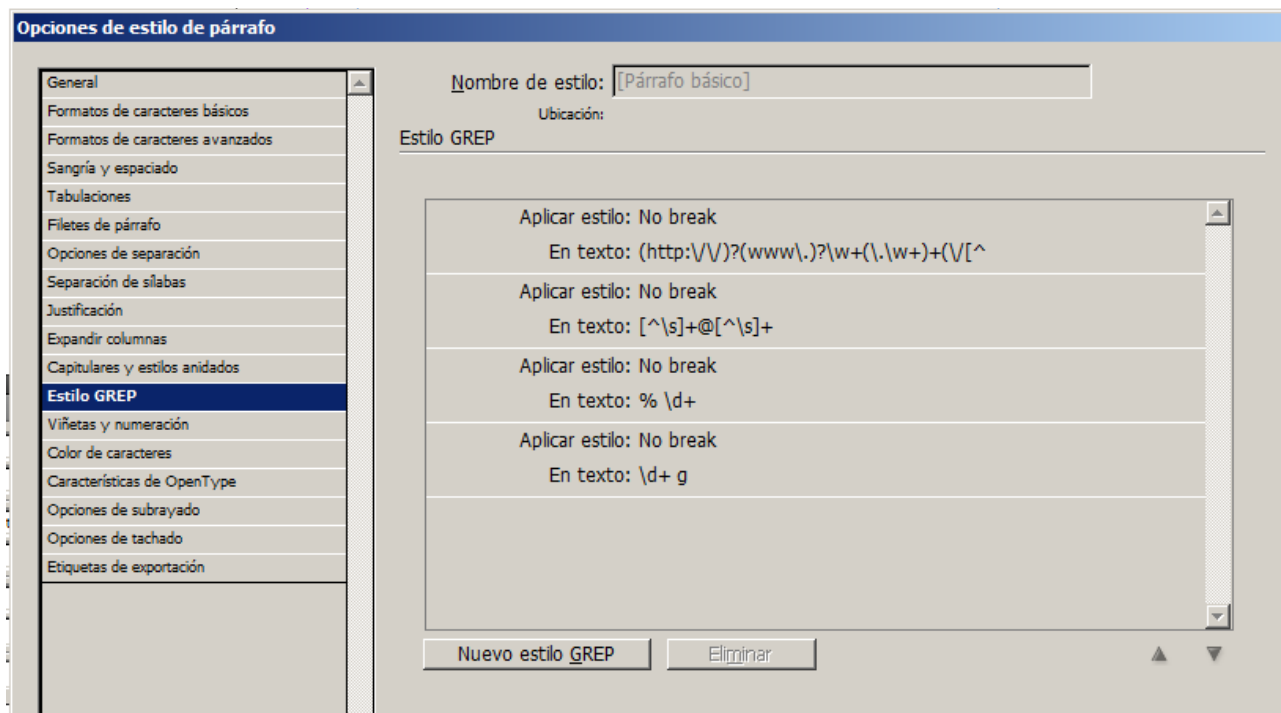 Opciones de estilo de párrafo
General
Formatos de caracteres básicos
Formatos de caracteres avanzados
Sangría y espaciado
Tabulaciones
Filetes de párrafo
Opciones de separación
Separación de sílabas
Justificación
Expandir columnas
Capitulares y estilos anidados
Estilo GREP
Viñetas y numeración
Color de caracteres
Características de OpenType
Opciones de subrayado
Opciones de tachado
Etiquetas de exportación
Nombre de estilo: [Párrafo básico]
Ubicación:
Estilo GREP
Aplicar estilo: No break
En texto: (http:\/\/)?(www\.)?\w+(\.\w+)+(\/[^
Aplicar estilo: No break
En texto: [^\s]+@[^\s]+
Aplicar estilo: No break
En texto: % \d+
Aplicar estilo: No break
En texto: \d+ g
Nuevo estilo GREP
Eliminar